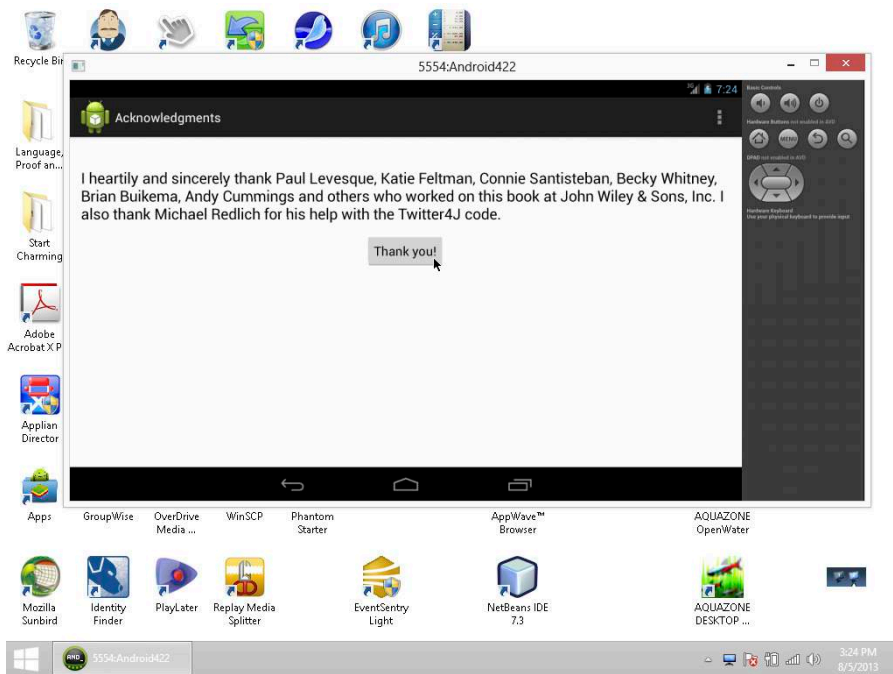 Recycle Bin
5554:Android422
3G
7:24
Basic Controls
Acknowledgments
Hardware Buttons not enabled in AVD
MENU
Language,
Proof an...
DPAD not enabled in AVD
I heartily and sincerely thank Paul Levesque, Katie Feltman, Connie Santisteban, Becky Whitney,
Brian Buikema, Andy Cummings and others who worked on this book at John Wiley & Sons, Inc. I
also thank Michael Redlich for his help with the Twitter4J code.
Hardware Keyboard
Use your physical keyboard to provide input
Thank you!
Start
Charming
Adobe
Acrobat X P
Applian
Director
Apps
GroupWise
OverDrive
Media ...
WinSCP
Phantom
Starter
AppWave™
Browser
AQUAZONE
OpenWater
Mozilla
Sunbird
Identity
Finder
PlayLater
Replay Media
Splitter
EventSentry
Light
NetBeans IDE
7.3
AQUAZONE
DESKTOP ...
AND_
5554:Android422
3:24 PM
8/5/2013